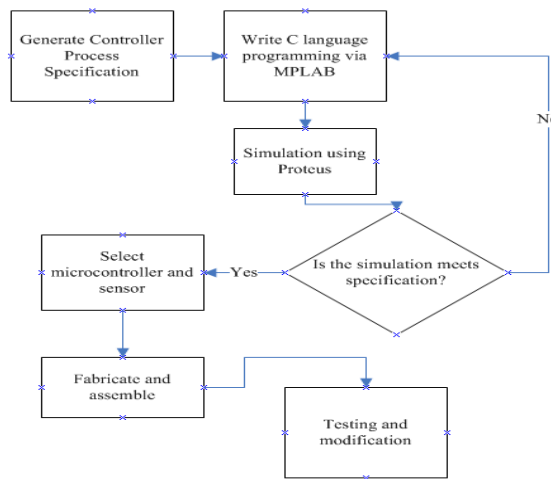 Generate Controller
Process
Specification
Write C language
programming via
MPLAB
Simulation using
Proteus
Is the simulation meets
specification?
Yes
Select
microcontroller and
sensor
Fabricate and
assemble
Testing and
modification